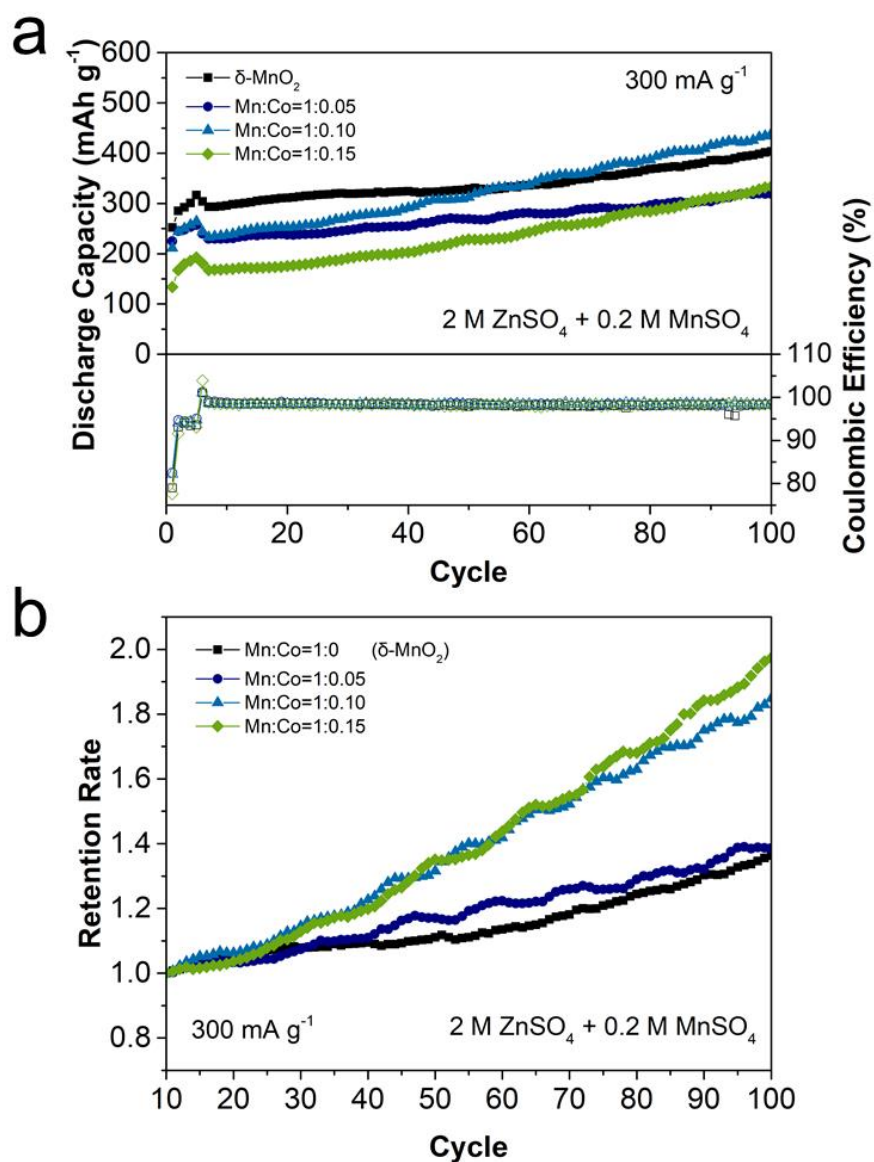 a
Discharge Capacity (mAh g⁻¹)
600
500
400
300
200
100
0
δ-MnO₂
Mn:Co=1:0.05
Mn:Co=1:0.10
Mn:Co=1:0.15
300 mA g⁻¹
2 M ZnSO₄ + 0.2 M MnSO₄
Coulombic Efficiency (%)
110
100
90
80
0 20 40 60 80 100
Cycle
b
Retention Rate
2.0
1.8
1.6
1.4
1.2
1.0
0.8
Mn:Co=1:0 (δ-MnO₂)
Mn:Co=1:0.05
Mn:Co=1:0.10
Mn:Co=1:0.15
300 mA g⁻¹
2 M ZnSO₄ + 0.2 M MnSO₄
10 20 30 40 50 60 70 80 90 100
Cycle